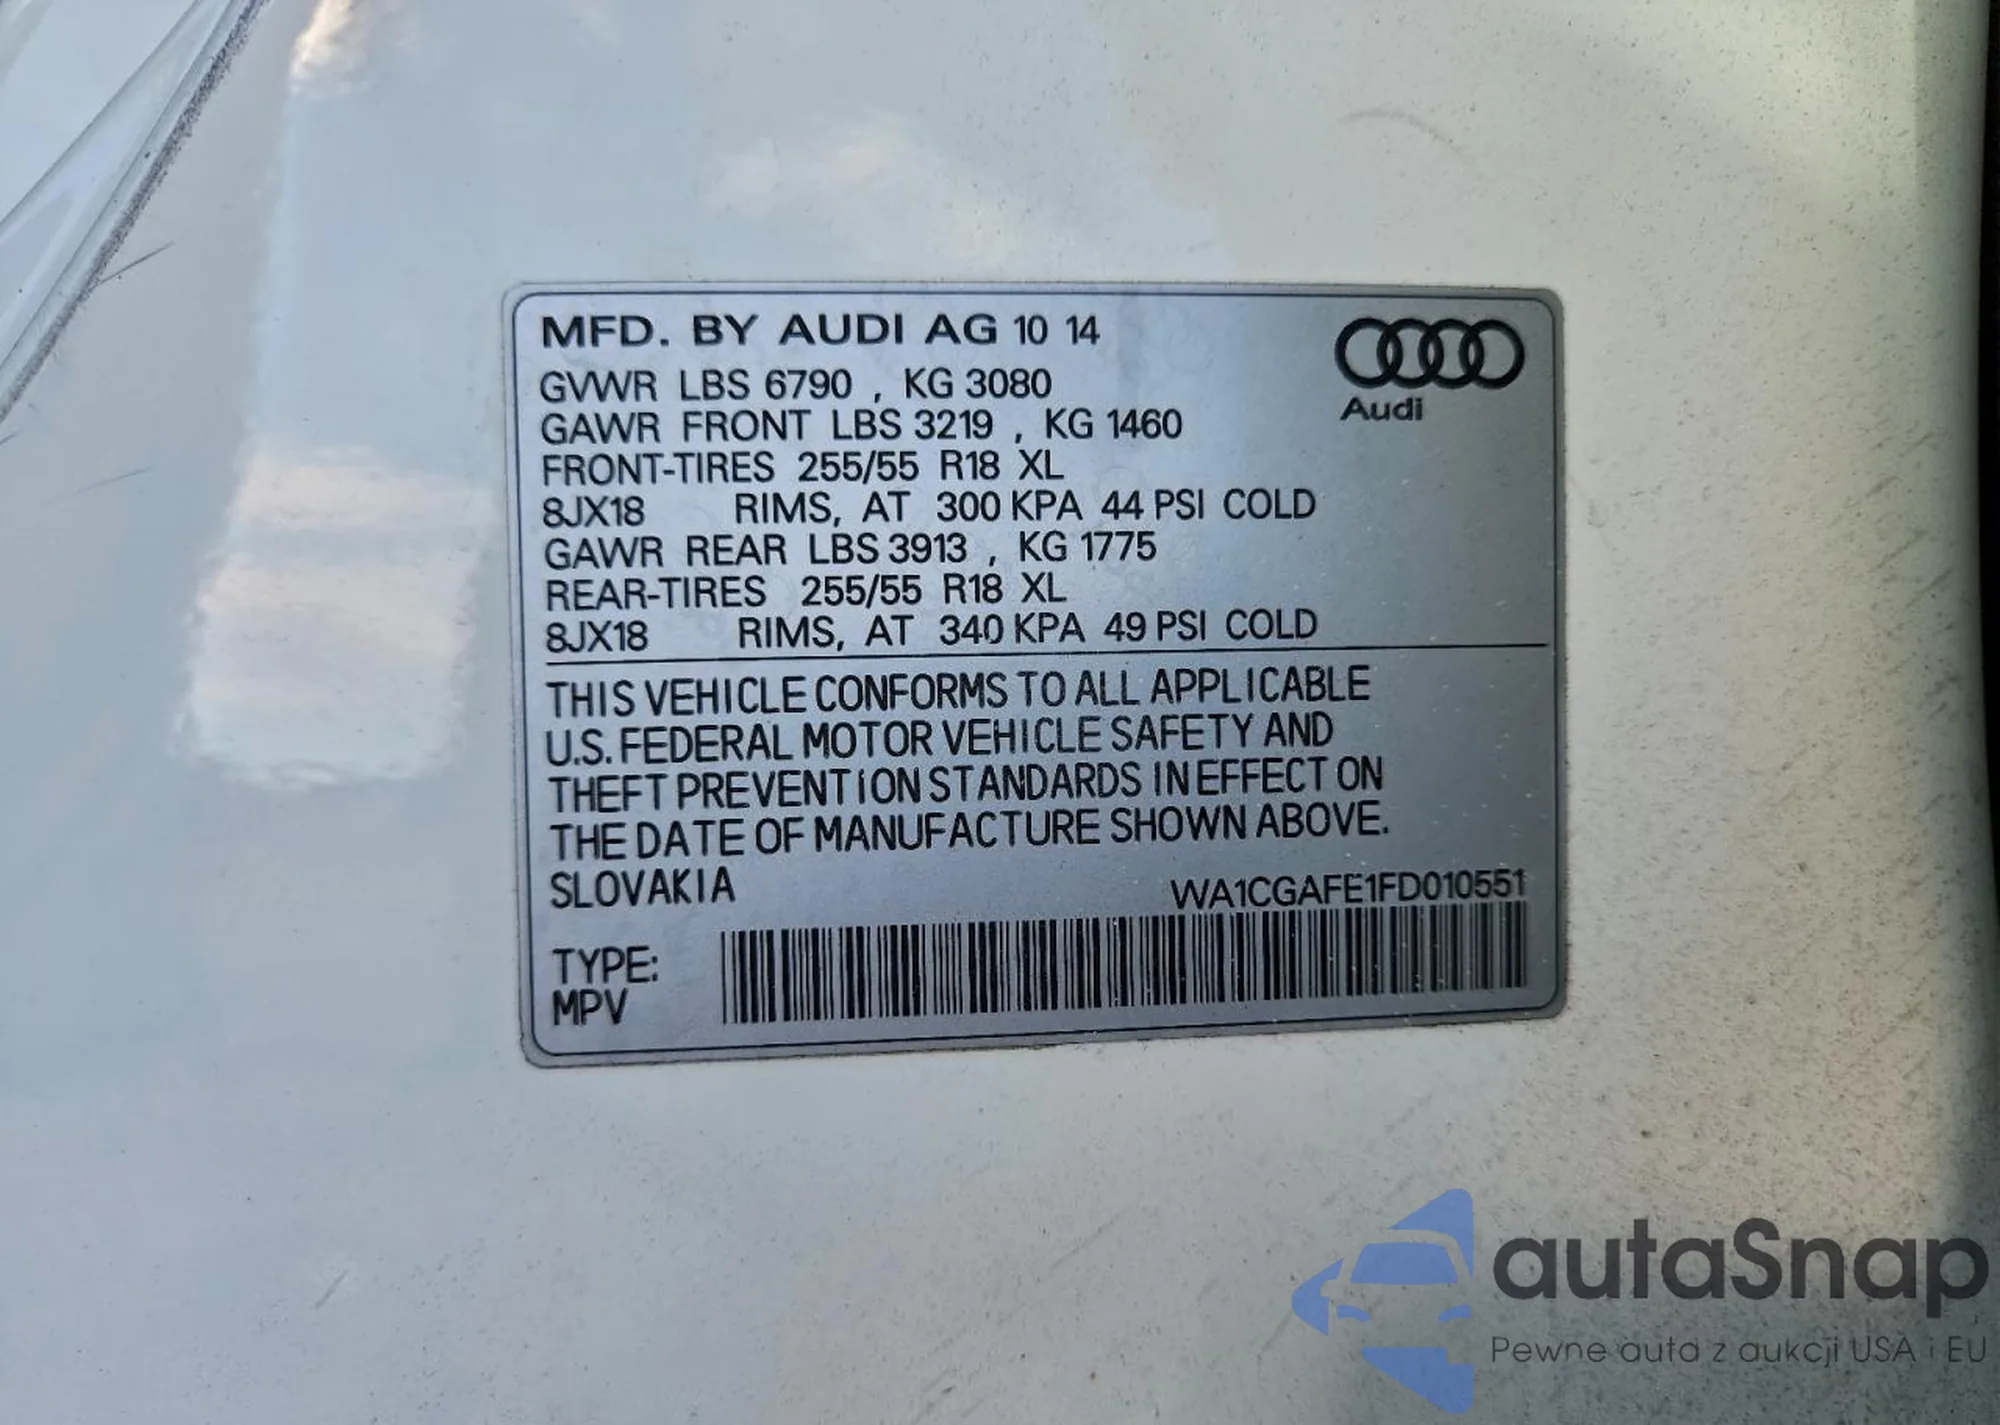 MFD. BY AUDI AG 10 14
GVWR LBS 6790 , KG 3080
GAWR FRONT LBS 3219 , KG 1460
FRONT-TIRES 255/55 R18 XL
8JX18 RIMS, AT 300 KPA 44 PSI COLD
GAWR REAR LBS 3913 , KG 1775
REAR-TIRES 255/55 R18 XL
8JX18 RIMS, AT 340 KPA 49 PSI COLD
Audi
THIS VEHICLE CONFORMS TO ALL APPLICABLE
U.S. FEDERAL MOTOR VEHICLE SAFETY AND
THEFT PREVENTION STANDARDS IN EFFECT ON
THE DATE OF MANUFACTURE SHOWN ABOVE.
SLOVAKIA WA1CGAFE1FD010551
TYPE:
MPV
autaSnap
Pewne auta z aukcji USA i EU